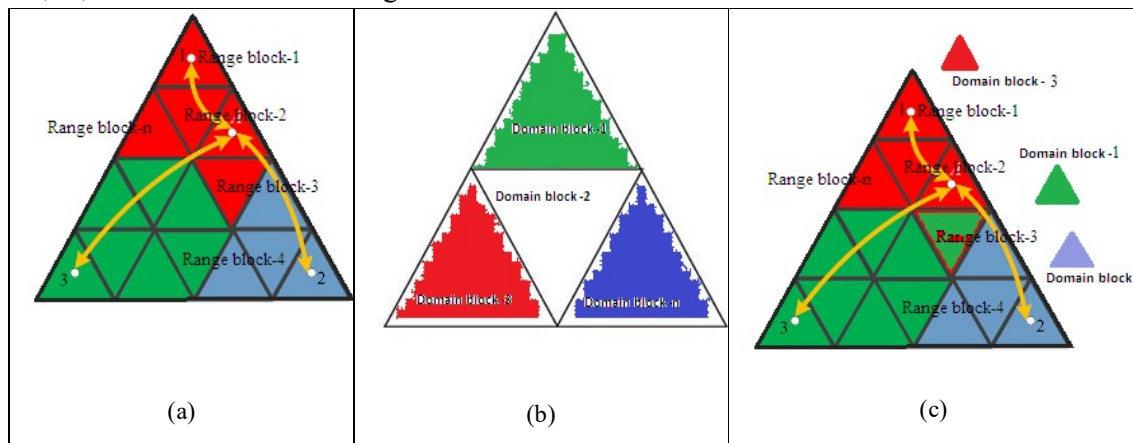 1 Range block-1
Range block-2
Range block-n
Range block-3
Range block-4
3
2
(a)
Domain block-1
Domain block-2
Domain block-3
Domain block-n
(b)
Domain block- 3
1 Range block-1
Domain block-1
Range block-2
Range block-n
Range block-3
Domain block
Range block-4
3
2
(c)